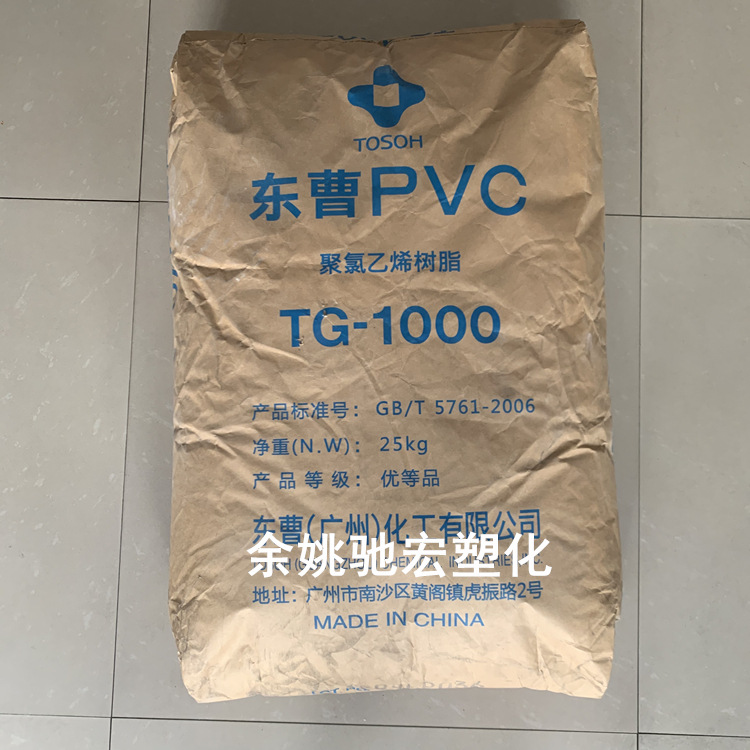 TOSOH
东曹PVC
聚氯乙烯树脂
TG-1000
产品标准号：GB/T 5761-2006
净重(N.W)：25kg
产品等级：优等品
东曹(广州)化工有限公司
余姚驰宏塑化
地址：广州市南沙区黄阁镇虎振路2号
MADE IN CHINA